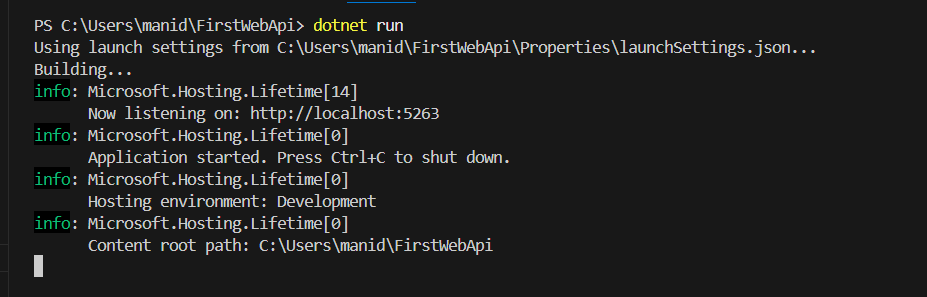 PS C:\Users\manid\FirstWebApi> dotnet run
Using launch settings from C:\Users\manid\FirstWebApi\Properties\launchSettings.json...
Building...
info: Microsoft.Hosting.Lifetime[14]
      Now listening on: http://localhost:5263
info: Microsoft.Hosting.Lifetime[0]
      Application started. Press Ctrl+C to shut down.
info: Microsoft.Hosting.Lifetime[0]
      Hosting environment: Development
info: Microsoft.Hosting.Lifetime[0]
      Content root path: C:\Users\manid\FirstWebApi